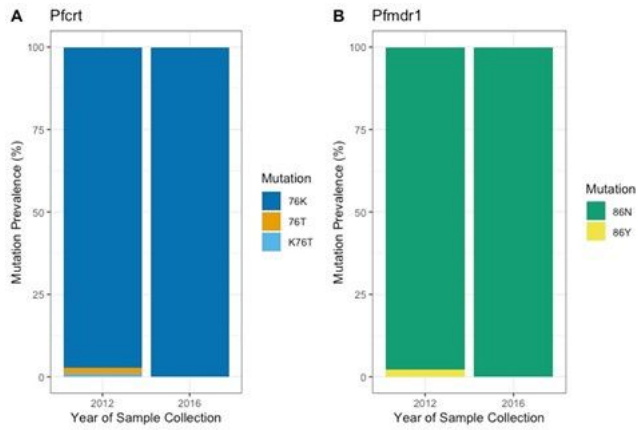 A Pfcrt
Mutation Prevalence (%)
100
75
50
25
0
2012 2016
Year of Sample Collection
Mutation
76K
76T
K76T
B Pfmdr1
Mutation Prevalence (%)
100
75
50
25
0
2012 2016
Year of Sample Collection
Mutation
86N
86Y